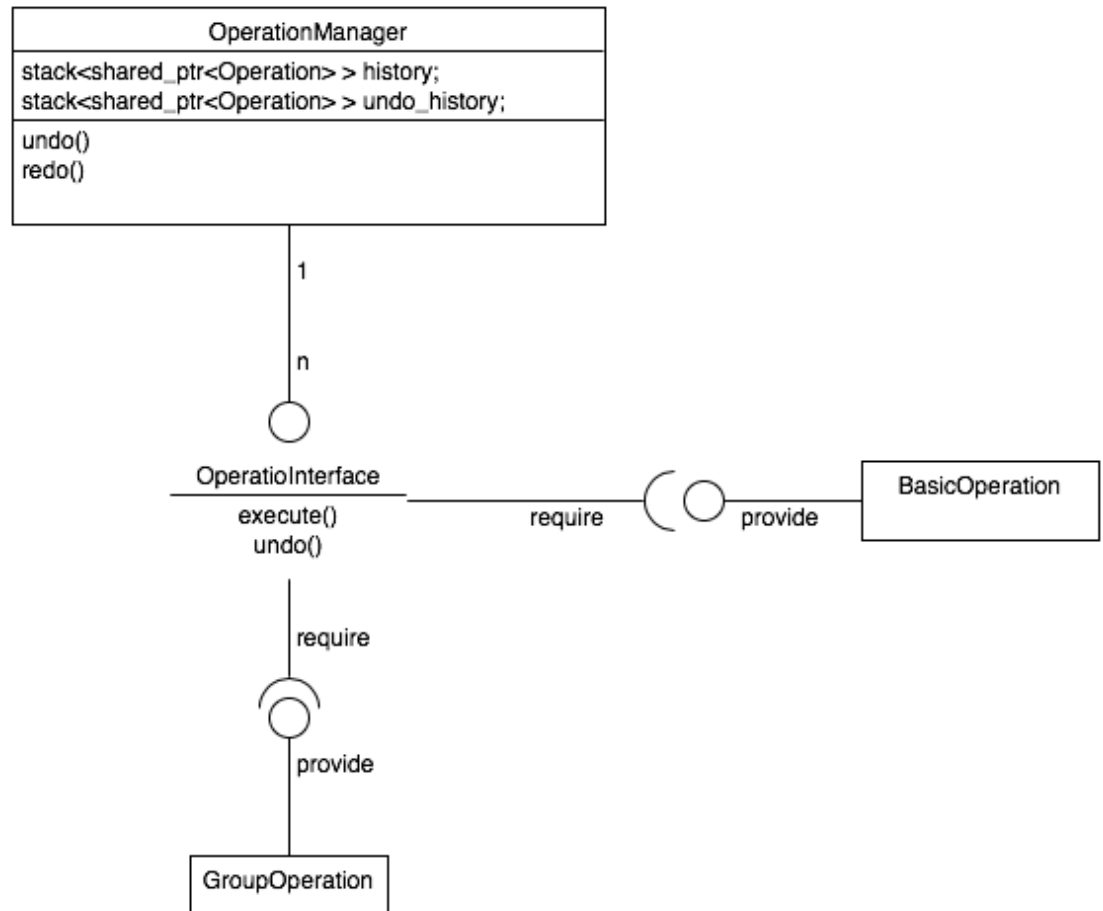 OperationManager
stack<shared_ptr<Operation> > history;
stack<shared_ptr<Operation> > undo_history;
undo()
redo()
1
n
OperatioInterface
execute()
undo()
require
provide
BasicOperation
require
provide
GroupOperation